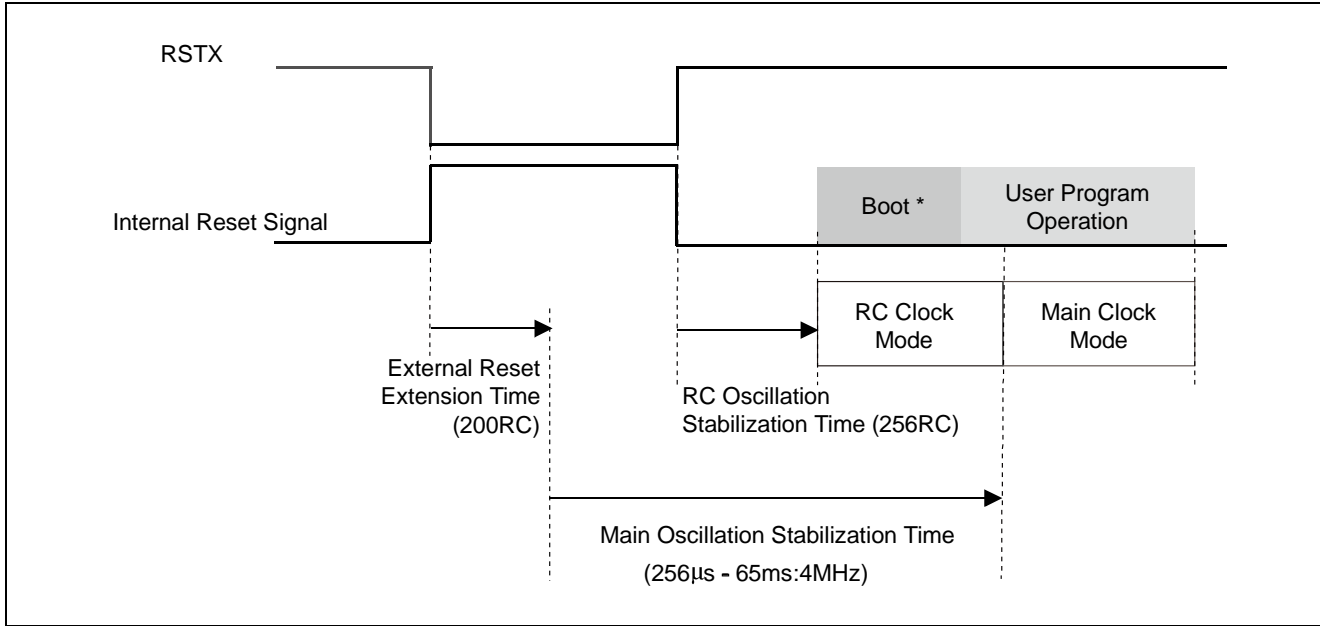 RSTX
Internal Reset Signal
Boot *
User Program
Operation
RC Clock
Mode
Main Clock
Mode
External Reset
Extension Time
(200RC)
RC Oscillation
Stabilization Time (256RC)
Main Oscillation Stabilization Time
(256μs - 65ms:4MHz)